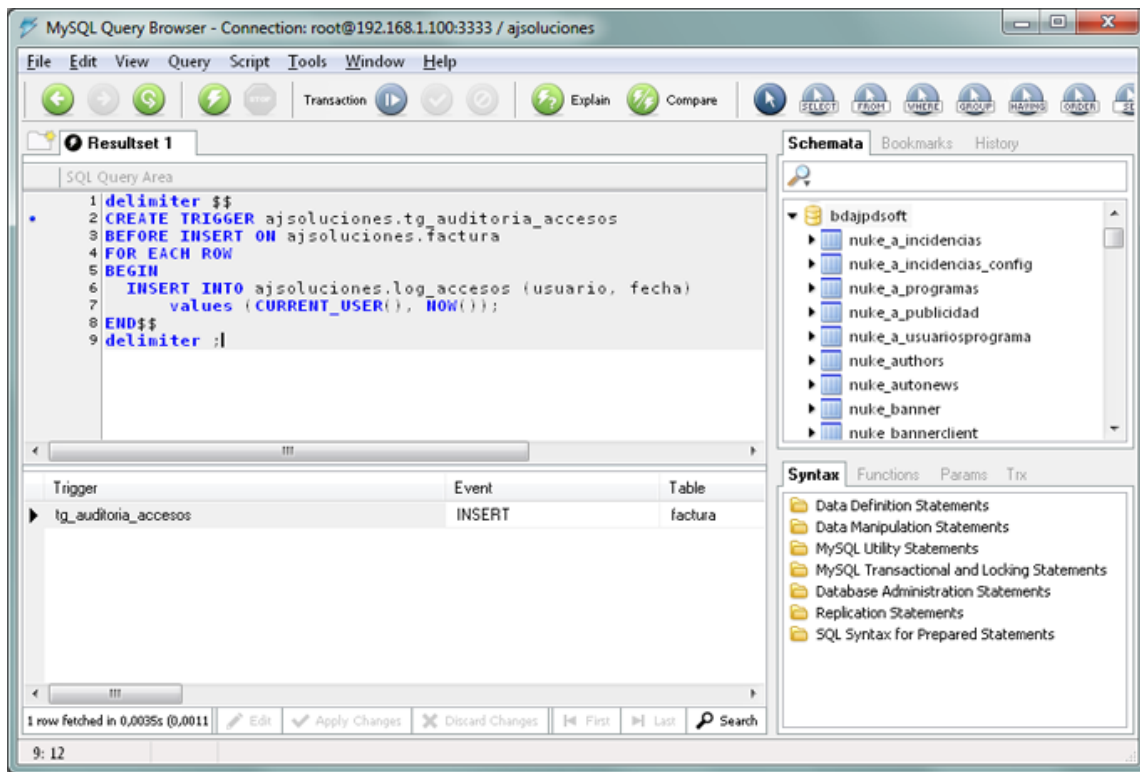 MySQL Query Browser - Connection: root@192.168.1.100:3333 / ajsoluciones
File Edit View Query Script Tools Window Help
STOP Transaction Explain Compare SELECT FROM WHERE GROUP HAVING ORDER SE
Resultset 1
SQL Query Area
1 delimiter $$
2 CREATE TRIGGER ajsoluciones.tg_auditoria_accesos
3 BEFORE INSERT ON ajsoluciones.factura
4 FOR EACH ROW
5 BEGIN
6 INSERT INTO ajsoluciones.log_accesos (usuario, fecha)
7 values (CURRENT_USER(), NOW());
8 END$$
9 delimiter ;
Trigger Event Table
tg_auditoria_accesos INSERT factura
1 row fetched in 0,0035s (0,0011 Edit Apply Changes Discard Changes First Last Search
9: 12
Schemata Bookmarks History
bdajpdsoft
nuke_a_incidencias
nuke_a_incidencias_config
nuke_a_programas
nuke_a_publicidad
nuke_a_usuariosprograma
nuke_authors
nuke_autonews
nuke_banner
nuke_bannerclient
Syntax Functions Params Trx
Data Definition Statements
Data Manipulation Statements
MySQL Utility Statements
MySQL Transactional and Locking Statements
Database Administration Statements
Replication Statements
SQL Syntax for Prepared Statements